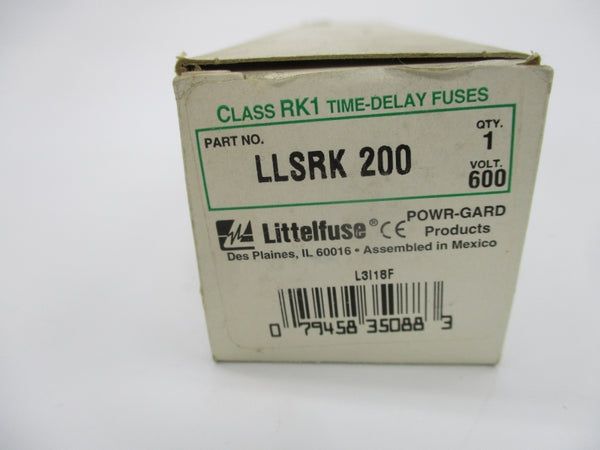 CLASS RK1 TIME-DELAY FUSES
PART NO.
LLSRK 200
QTY.
1
VOLT.
600
Littelfuse® CE POWR-GARD
Products
Des Plaines, IL 60016 • Assembled in Mexico
L3I18F
0 79458 35088 3